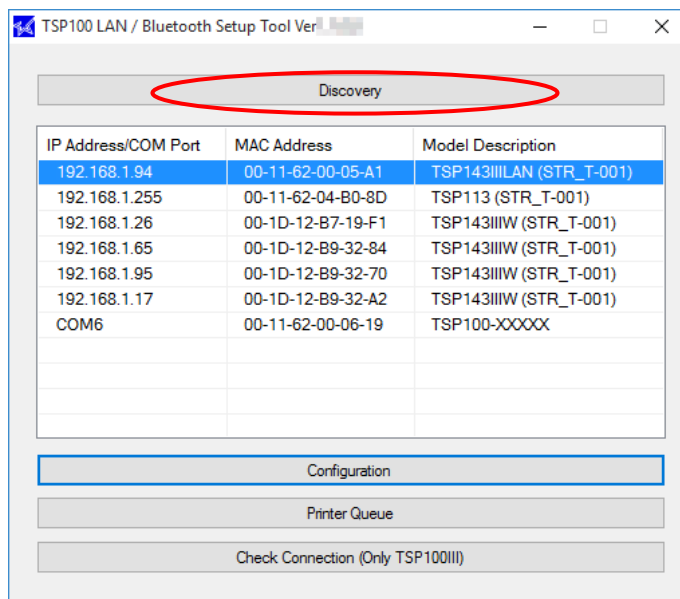 TSP100 LAN / Bluetooth Setup Tool Ver
Discovery
IP Address/COM Port MAC Address Model Description
192.168.1.94 00-11-62-00-05-A1 TSP143IIILAN (STR_T-001)
192.168.1.255 00-11-62-04-B0-8D TSP113 (STR_T-001)
192.168.1.26 00-1D-12-B7-19-F1 TSP143IIIW (STR_T-001)
192.168.1.65 00-1D-12-B9-32-84 TSP143IIIW (STR_T-001)
192.168.1.95 00-1D-12-B9-32-70 TSP143IIIW (STR_T-001)
192.168.1.17 00-1D-12-B9-32-A2 TSP143IIIW (STR_T-001)
COM6 00-11-62-00-06-19 TSP100-XXXXX
Configuration
Printer Queue
Check Connection (Only TSP100III)